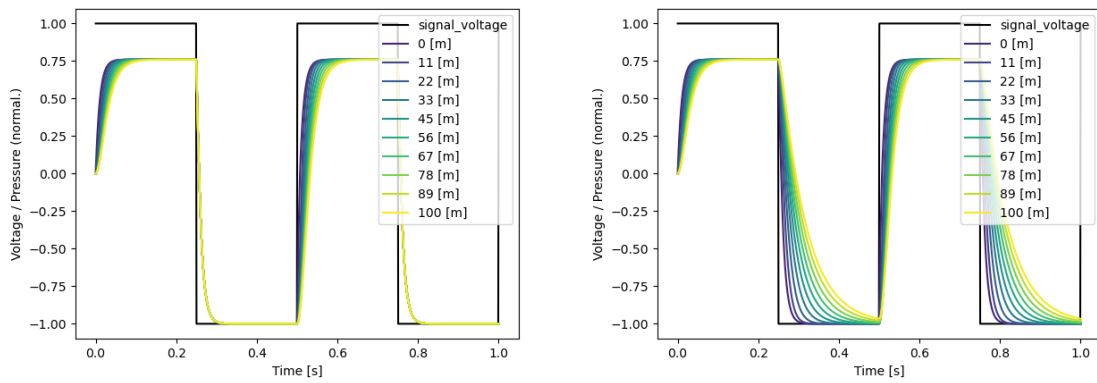 1.00
0.75
0.50
0.25
0.00
−0.25
−0.50
−0.75
−1.00
Voltage / Pressure (normal.)
0.0 0.2 0.4 0.6 0.8 1.0
Time [s]
signal_voltage
0 [m]
11 [m]
22 [m]
33 [m]
45 [m]
56 [m]
67 [m]
78 [m]
89 [m]
100 [m]
1.00
0.75
0.50
0.25
0.00
−0.25
−0.50
−0.75
−1.00
Voltage / Pressure (normal.)
0.0 0.2 0.4 0.6 0.8 1.0
Time [s]
signal_voltage
0 [m]
11 [m]
22 [m]
33 [m]
45 [m]
56 [m]
67 [m]
78 [m]
89 [m]
100 [m]